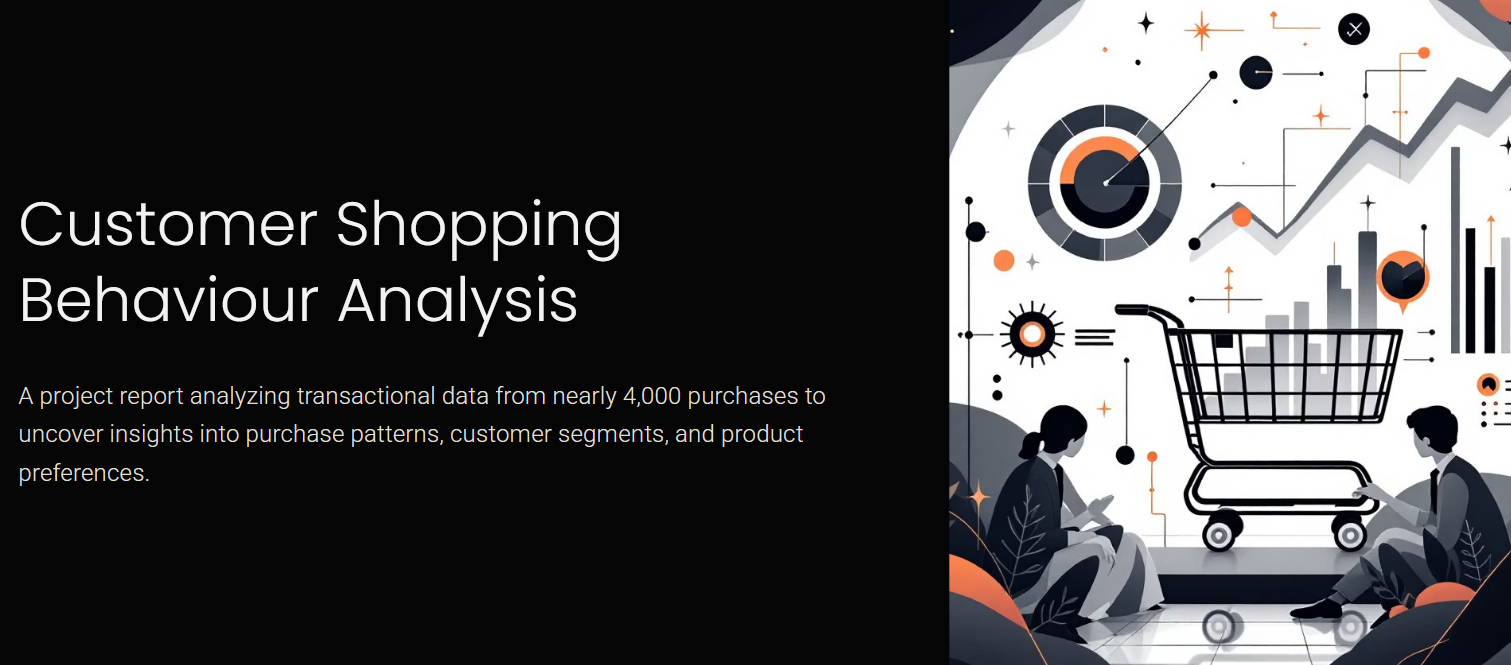 Customer Shopping
Behaviour Analysis
A project report analyzing transactional data from nearly 4,000 purchases to
uncover insights into purchase patterns, customer segments, and product
preferences.